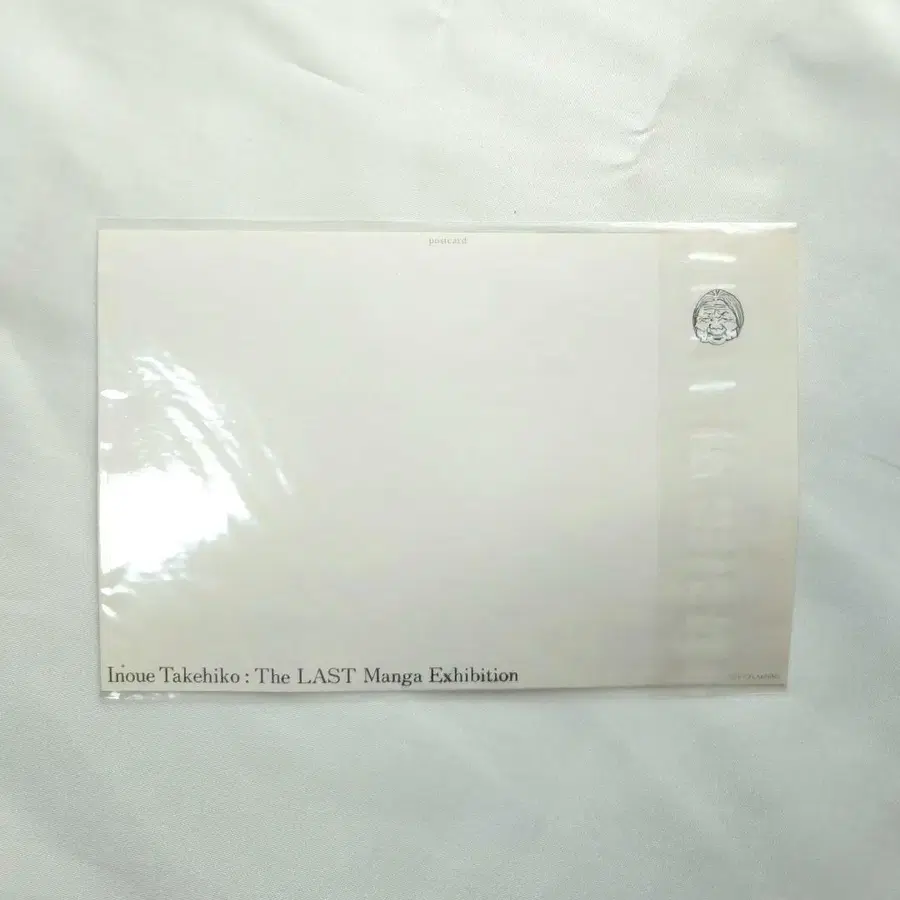 postcard
Inoue Takehiko : The LAST Manga Exhibition